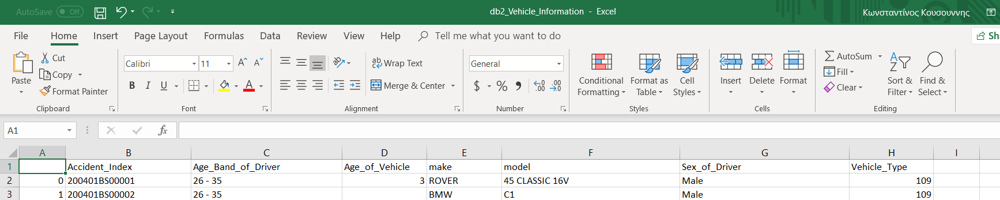 AutoSave Off db2_Vehicle_Information - Excel Κωνσταντίνος Κουσουννης
File Home Insert Page Layout Formulas Data Review View Help Tell me what you want to do
Paste
Cut
Copy
Format Painter
Clipboard
Calibri 11 A A
B I U A
Font
ab Wrap Text
Merge & Center
Alignment
General
$ % , .00 .0
Number
Conditional Formatting
Format as Table
Cell Styles
Styles
Insert Delete Format
Cells
AutoSum
Fill
Clear
Sort & Filter
Find & Select
Editing
A1 fx
A B C D E F G H I
1 Accident_Index Age_Band_of_Driver Age_of_Vehicle make model Sex_of_Driver Vehicle_Type
2 0 200401BS00001 26 - 35 3 ROVER 45 CLASSIC 16V Male 109
3 1 200401BS00002 26 - 35 BMW C1 Male 109